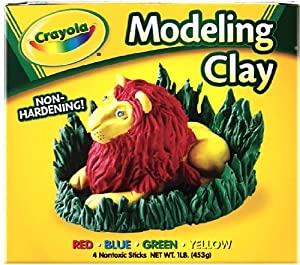 Crayola
Modeling
Clay
NON-
HARDENING!
RED • BLUE • GREEN • YELLOW
4 Nontoxic Sticks NET WT. 1LB. (453g)